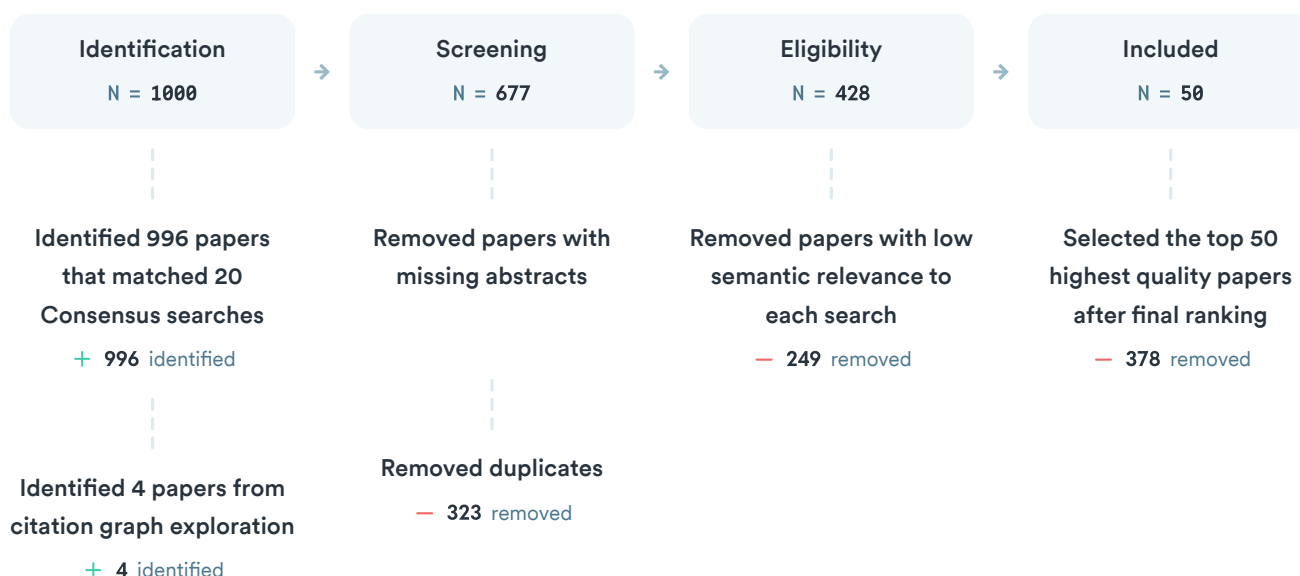 Identification
N = 1000
Identified 996 papers
that matched 20
Consensus searches
+ 996 identified
Identified 4 papers from
citation graph exploration
+ 4 identified
Screening
N = 677
Removed papers with
missing abstracts
Removed duplicates
− 323 removed
Eligibility
N = 428
Removed papers with low
semantic relevance to
each search
− 249 removed
Included
N = 50
Selected the top 50
highest quality papers
after final ranking
− 378 removed